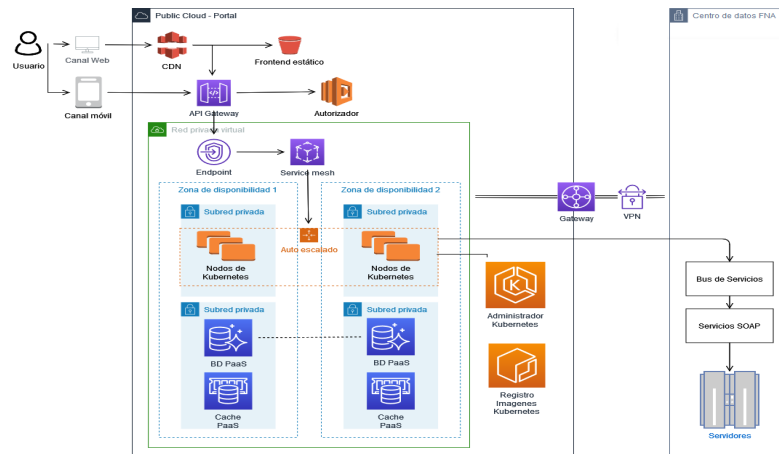 Public Cloud - Portal
Centro de datos FNA
Usuario
Canal Web
CDN
Frontend estático
Canal móvil
API Gateway
Autorizador
Red privada virtual
Endpoint
Service mesh
Zona de disponibilidad 1
Zona de disponibilidad 2
Subred privada
Subred privada
Gateway
VPN
Auto escalado
Nodos de
Kubernetes
Nodos de
Kubernetes
Bus de Servicios
K
Administrador
Kubernetes
Subred privada
Subred privada
Servicios SOAP
BD PaaS
BD PaaS
Registro
Imagenes
Kubernetes
Cache
PaaS
Cache
PaaS
Servidores